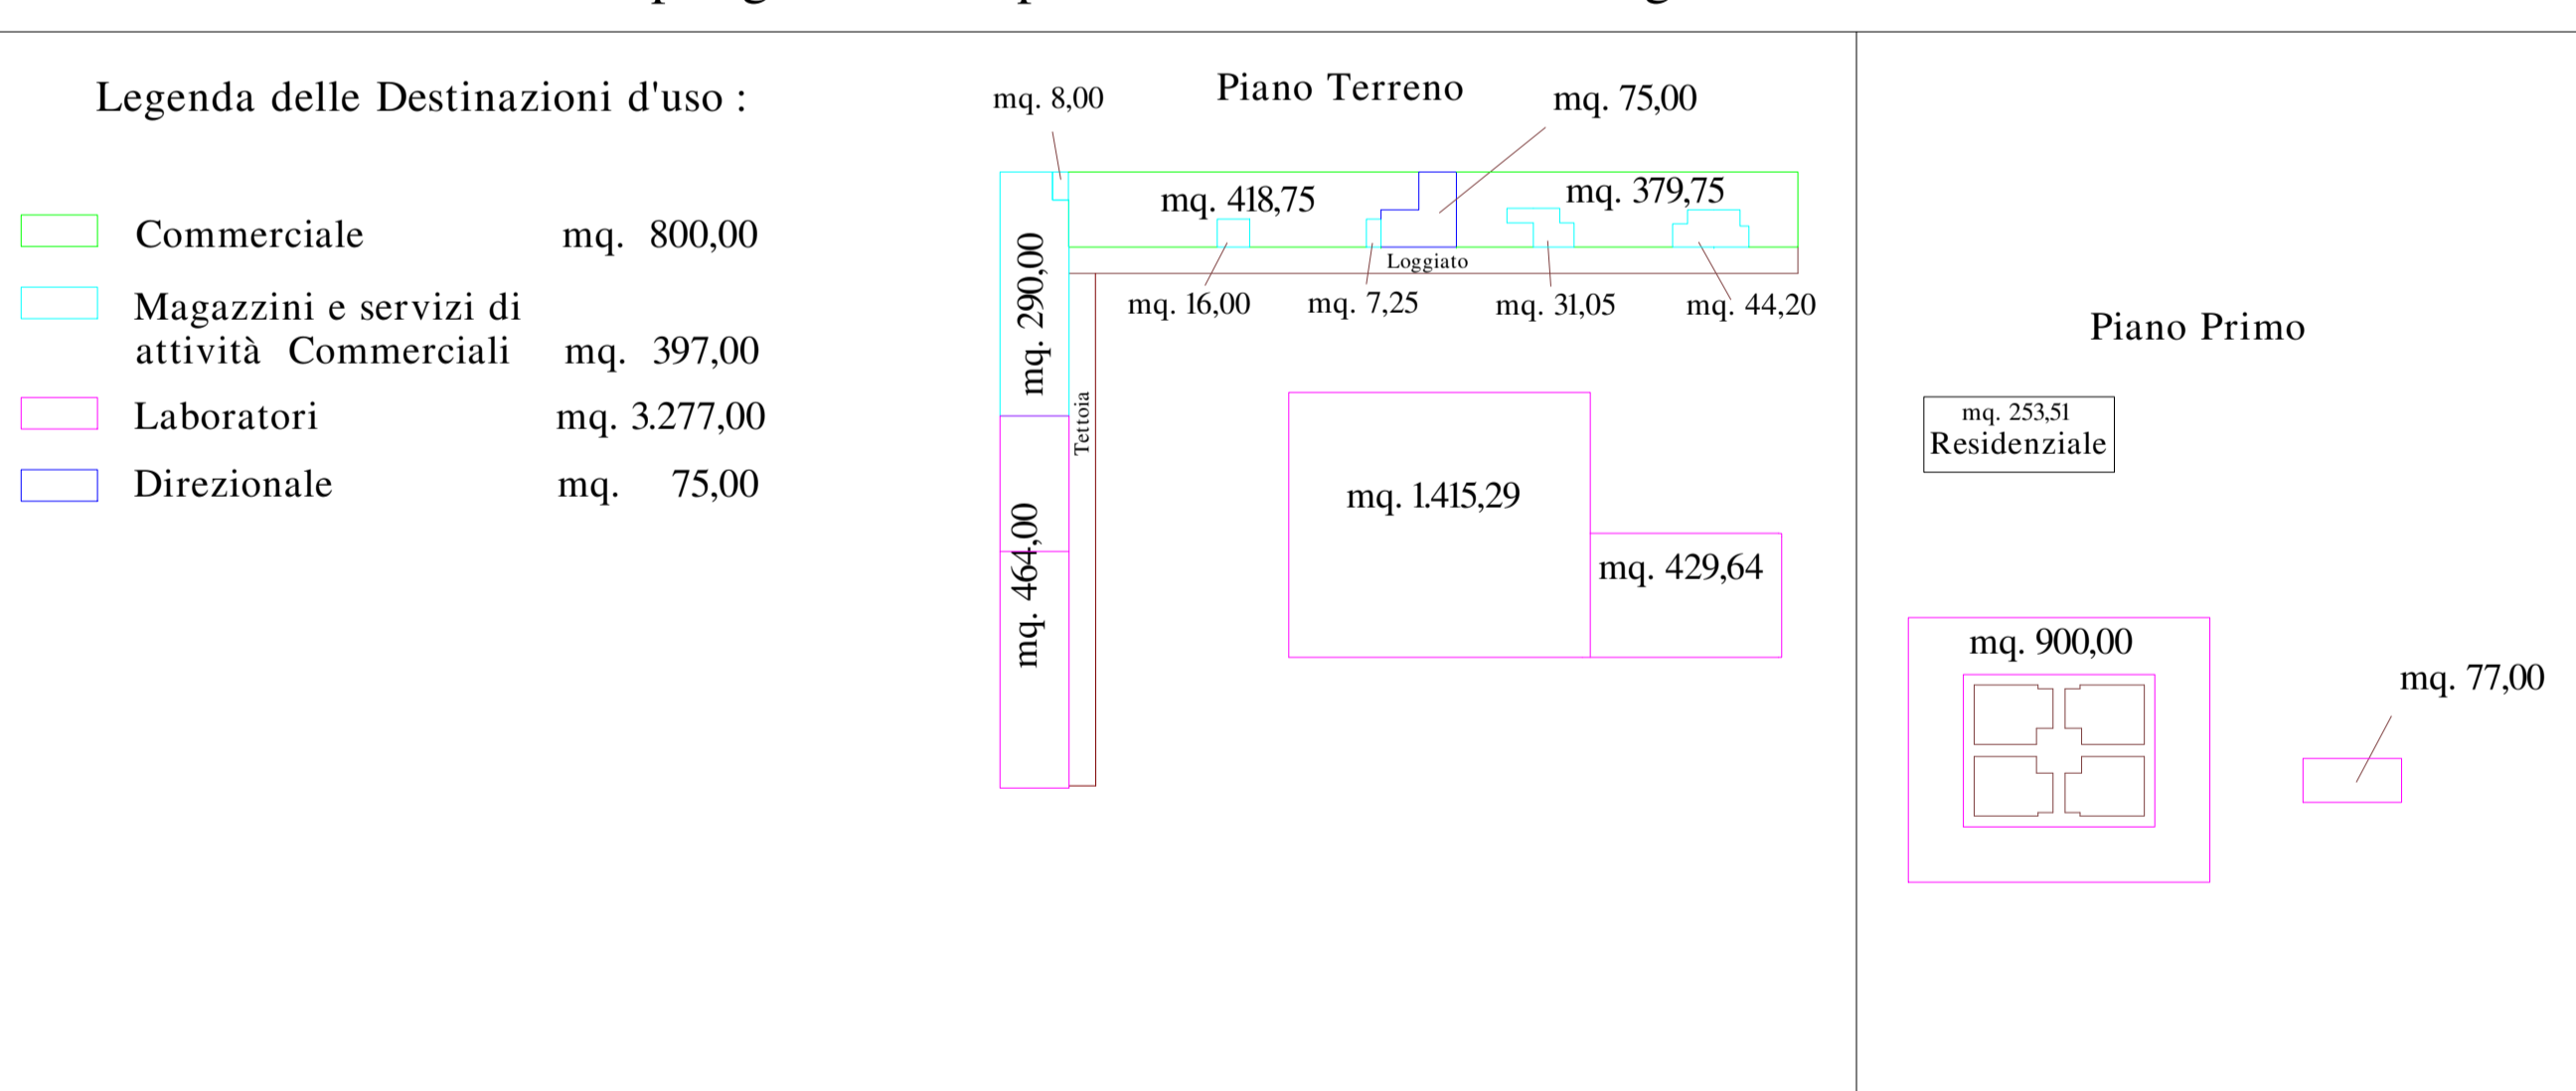 Legenda delle Destinazioni d'uso :
Commerciale mq. 800,00
Magazzini e servizi di
attività Commerciali mq. 397,00
Laboratori mq. 3.277,00
Direzionale mq. 75,00
Piano Terreno
mq. 8,00
mq. 75,00
mq. 418,75
mq. 379,75
Loggiato
mq. 16,00
mq. 7,25
mq. 31,05
mq. 44,20
mq. 290,00
Tettoia
mq. 464,00
mq. 1.415,29
mq. 429,64
Piano Primo
mq. 253,51
Residenziale
mq. 900,00
mq. 77,00